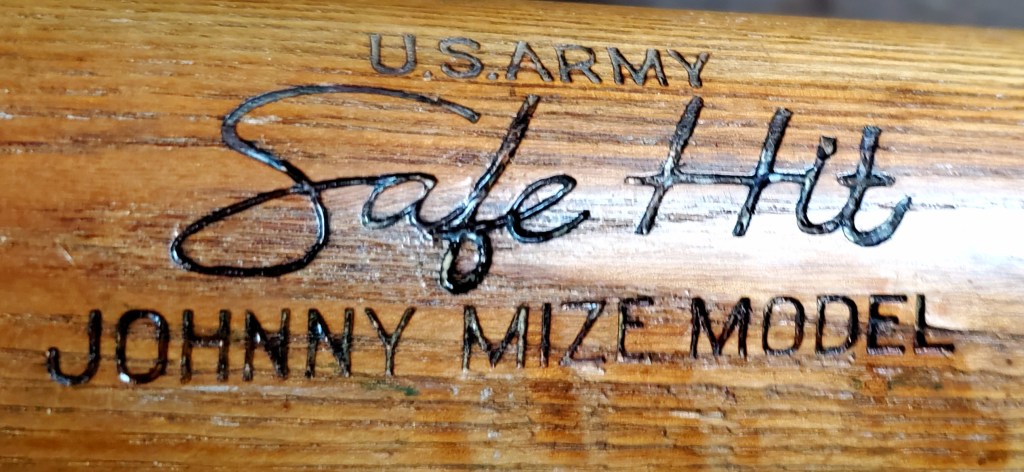 U.S. ARMY
Safe Hit
JOHNNY MIZE MODEL